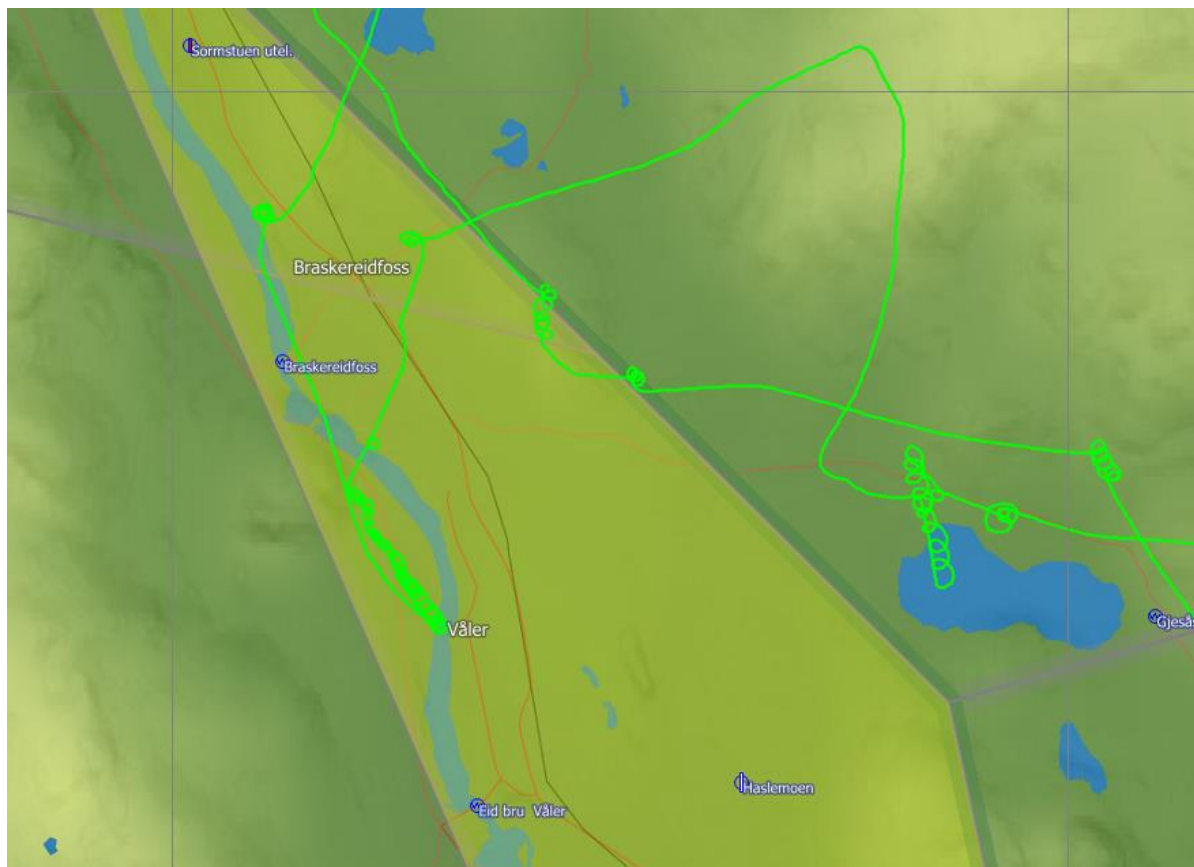 Sormstuen utel.
Braskereidfoss
Braskereidfoss
Våler
Gjesås
Haslemoen
Eid bru Våler